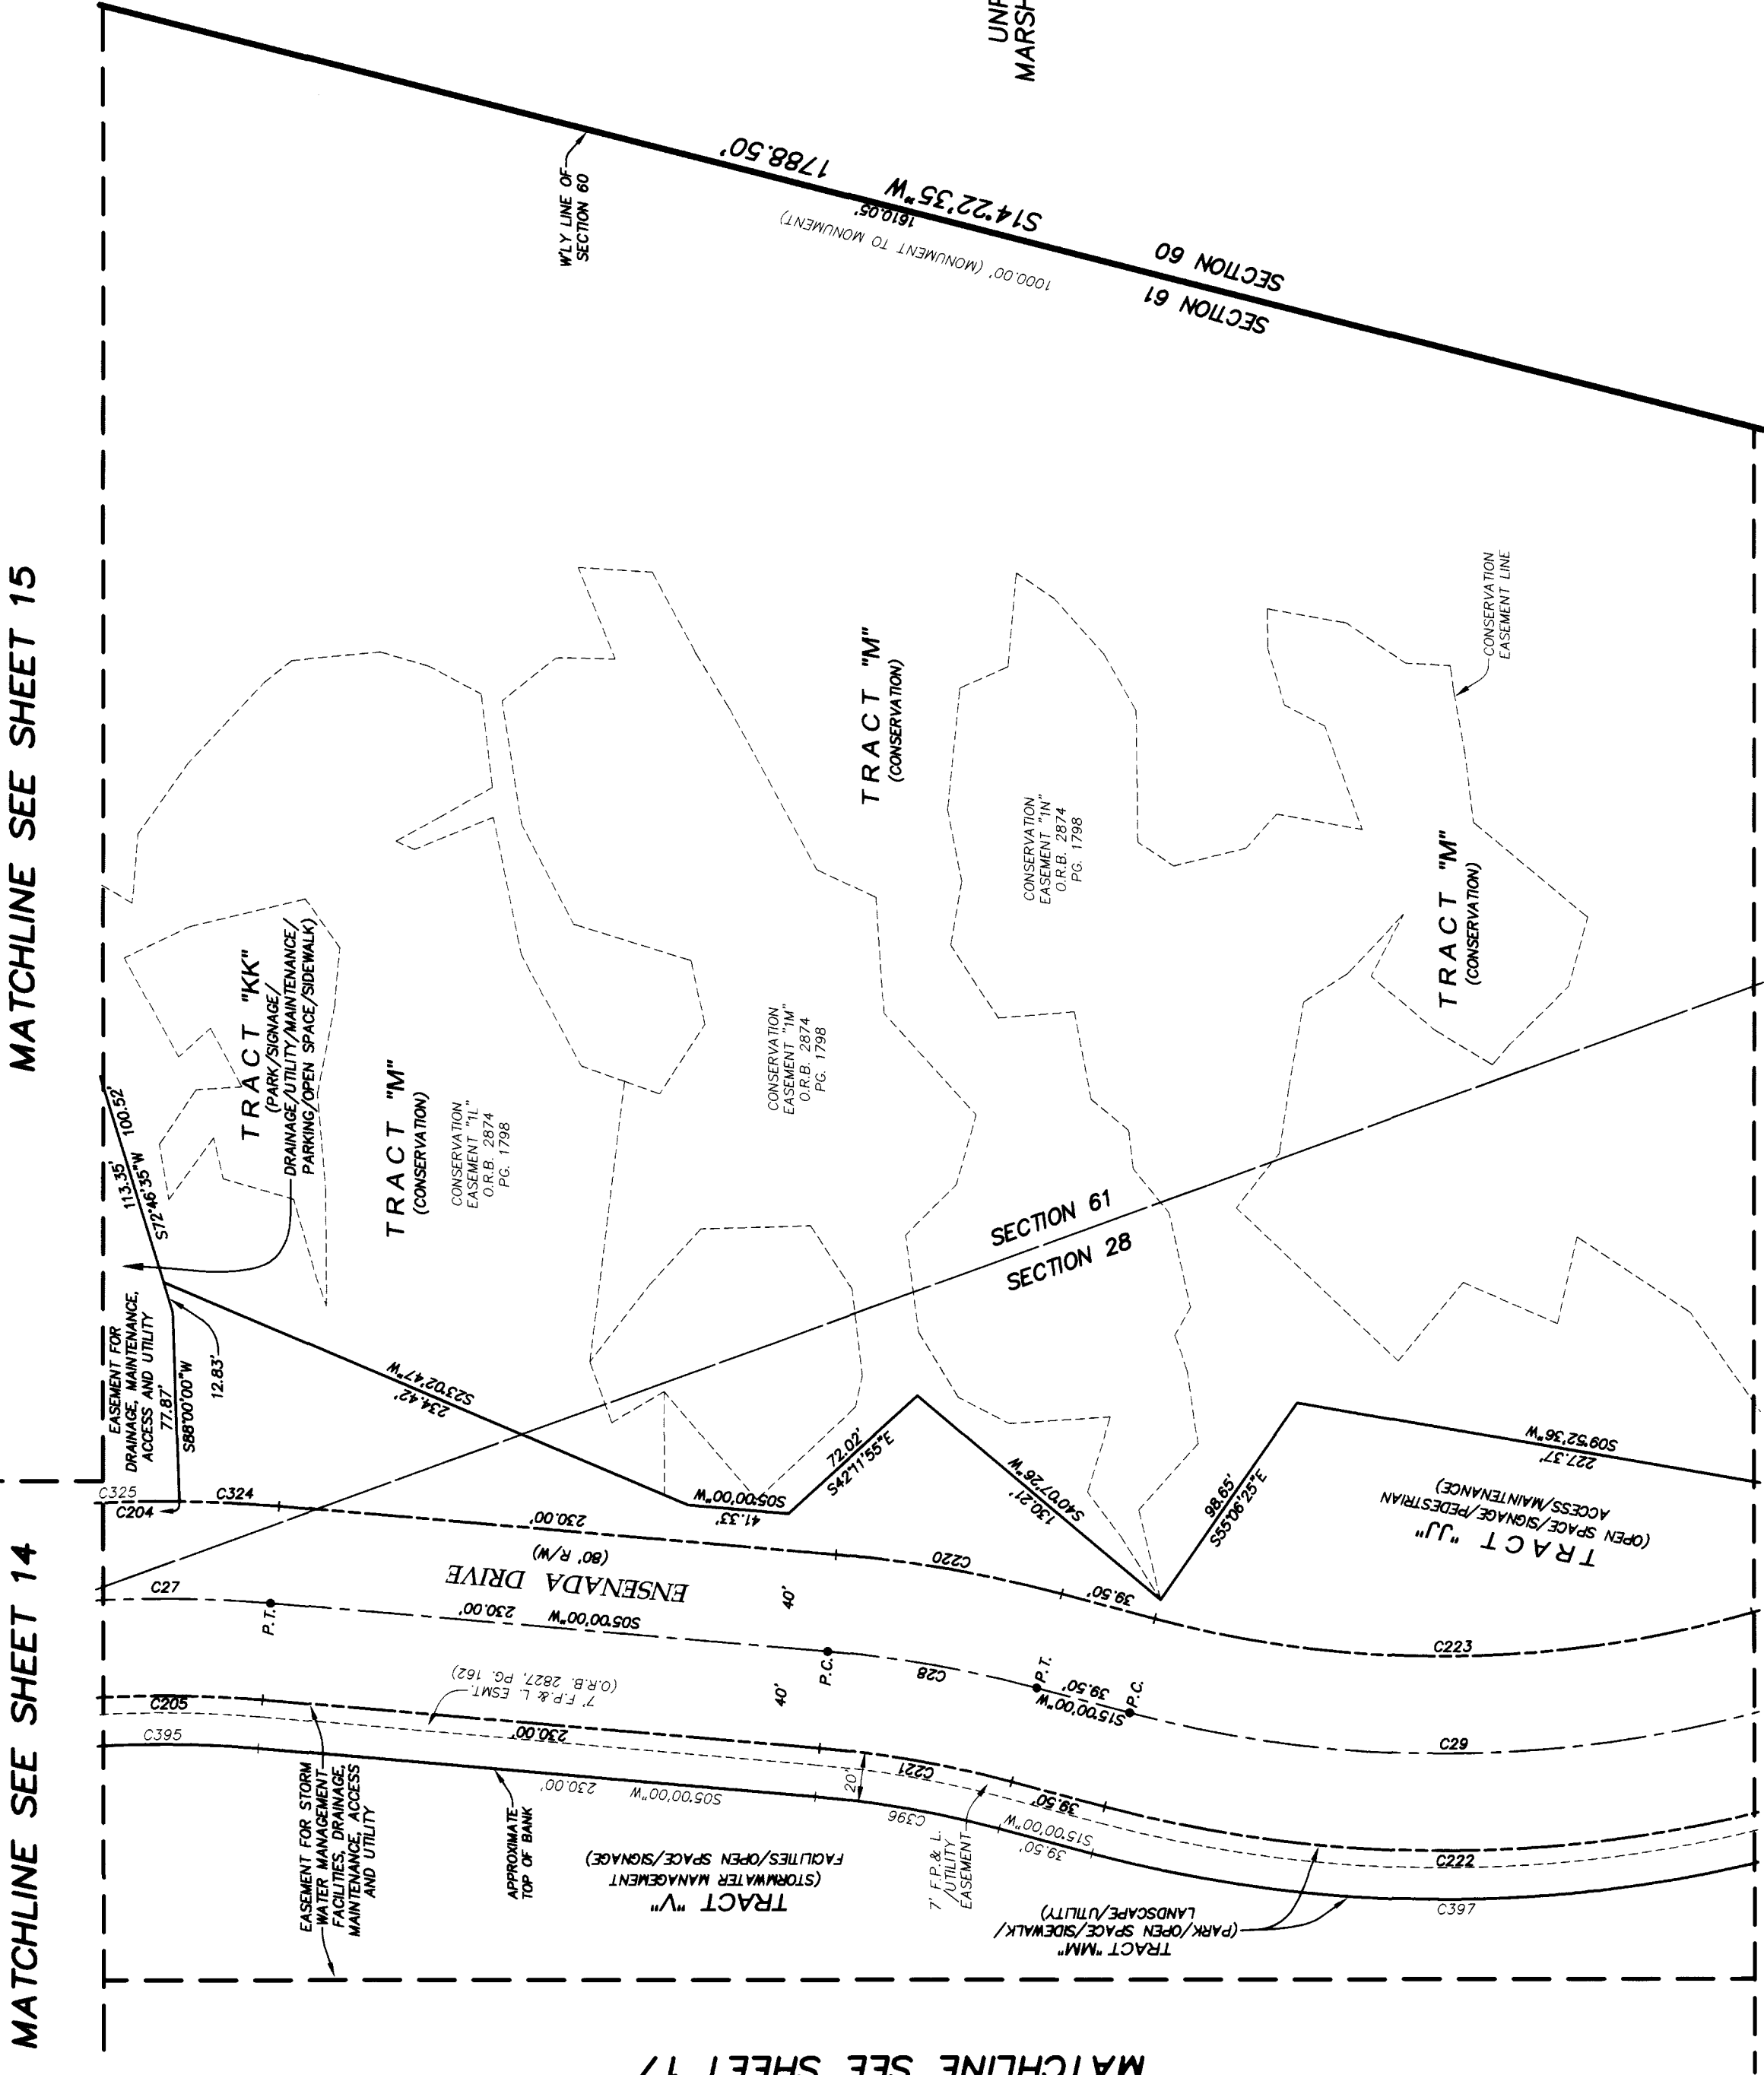 MATCHLINE SEE SHEET 15
MATCHLINE SEE SHEET 14
MATCHLINE SEE SHEET 17
W'LY LINE OF
SECTION 60
1788.50'
S14°22'35"W
1610.05'
1000.00' (MONUMENT TO MONUMENT)
SECTION 60
SECTION 61
TRACT "KK"
(PARK/SIGNAGE/
DRAINAGE/UTILITY/MAINTENANCE/
PARKING/OPEN SPACE/SIDEWALK)
100.52'
113.35'
S72°46'35"W
EASEMENT FOR
DRAINAGE, MAINTENANCE,
ACCESS AND UTILITY
77.87'
S88°00'00"W
12.83'
TRACT "M"
(CONSERVATION)
CONSERVATION
EASEMENT "1L"
O.R.B. 2874
PG. 1798
CONSERVATION
EASEMENT "1M"
O.R.B. 2874
PG. 1798
TRACT "M"
(CONSERVATION)
CONSERVATION
EASEMENT "1N"
O.R.B. 2874
PG. 1798
TRACT "M"
(CONSERVATION)
CONSERVATION
EASEMENT LINE
SECTION 61
SECTION 28
S23°02'47"W
234.42'
S05°00'00"W
41.33'
72.02'
S42°11'55"E
S40°07'26"W
130.21'
98.65'
S55°06'25"E
S09°52'36"W
227.37'
TRACT "JJ"
(OPEN SPACE/SIGNAGE/PEDESTRIAN
ACCESS/MAINTENANCE)
C325
C324
C204
230.00'
C220
39.50'
C223
ENSENADA DRIVE
(80' R/W)
C27
P.T.
S05°00'00"W 230.00'
40'
40'
P.C.
C28
P.T.
39.50'
S15°00'00"W
P.C.
C29
C205
7' F.P.& L. ESMT.
(O.R.B. 2827, PG. 162)
230.00'
C221
39.50'
C222
C395
S05°00'00"W 230.00'
20'
C396
S15°00'00"W
39.50'
C397
EASEMENT FOR STORM
WATER MANAGEMENT
FACILITIES, DRAINAGE,
MAINTENANCE, ACCESS
AND UTILITY
APPROXIMATE
TOP OF BANK
TRACT "V"
(STORMWATER MANAGEMENT
FACILITIES/OPEN SPACE/SIGNAGE)
7' F.P.& L.
/UTILITY
EASEMENT
TRACT "MM"
(PARK/OPEN SPACE/SIDEWALK/
LANDSCAPE/UTILITY)